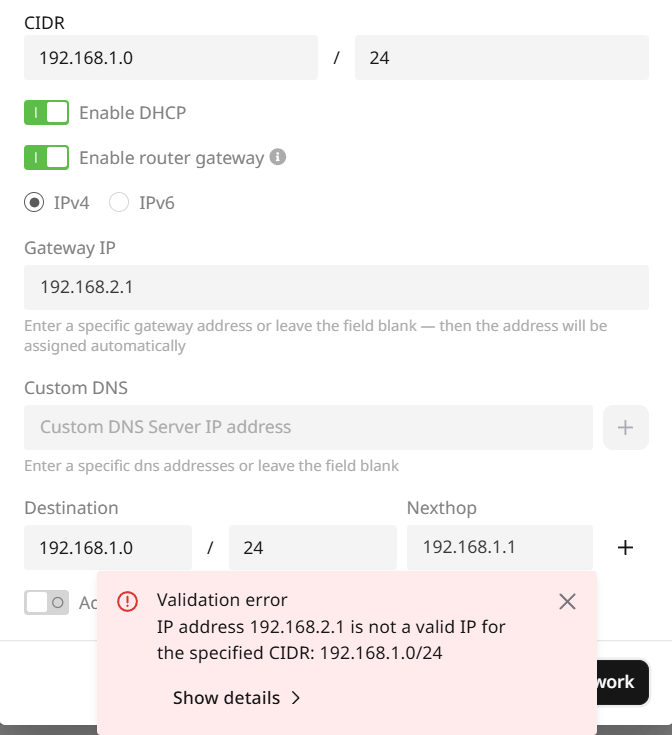 CIDR
192.168.1.0 / 24
Enable DHCP
Enable router gateway
IPv4 IPv6
Gateway IP
192.168.2.1
Enter a specific gateway address or leave the field blank — then the address will be
assigned automatically
Custom DNS
Custom DNS Server IP address
Enter a specific dns addresses or leave the field blank
Destination Nexthop
192.168.1.0 / 24 192.168.1.1 +
Validation error
IP address 192.168.2.1 is not a valid IP for
the specified CIDR: 192.168.1.0/24
Show details